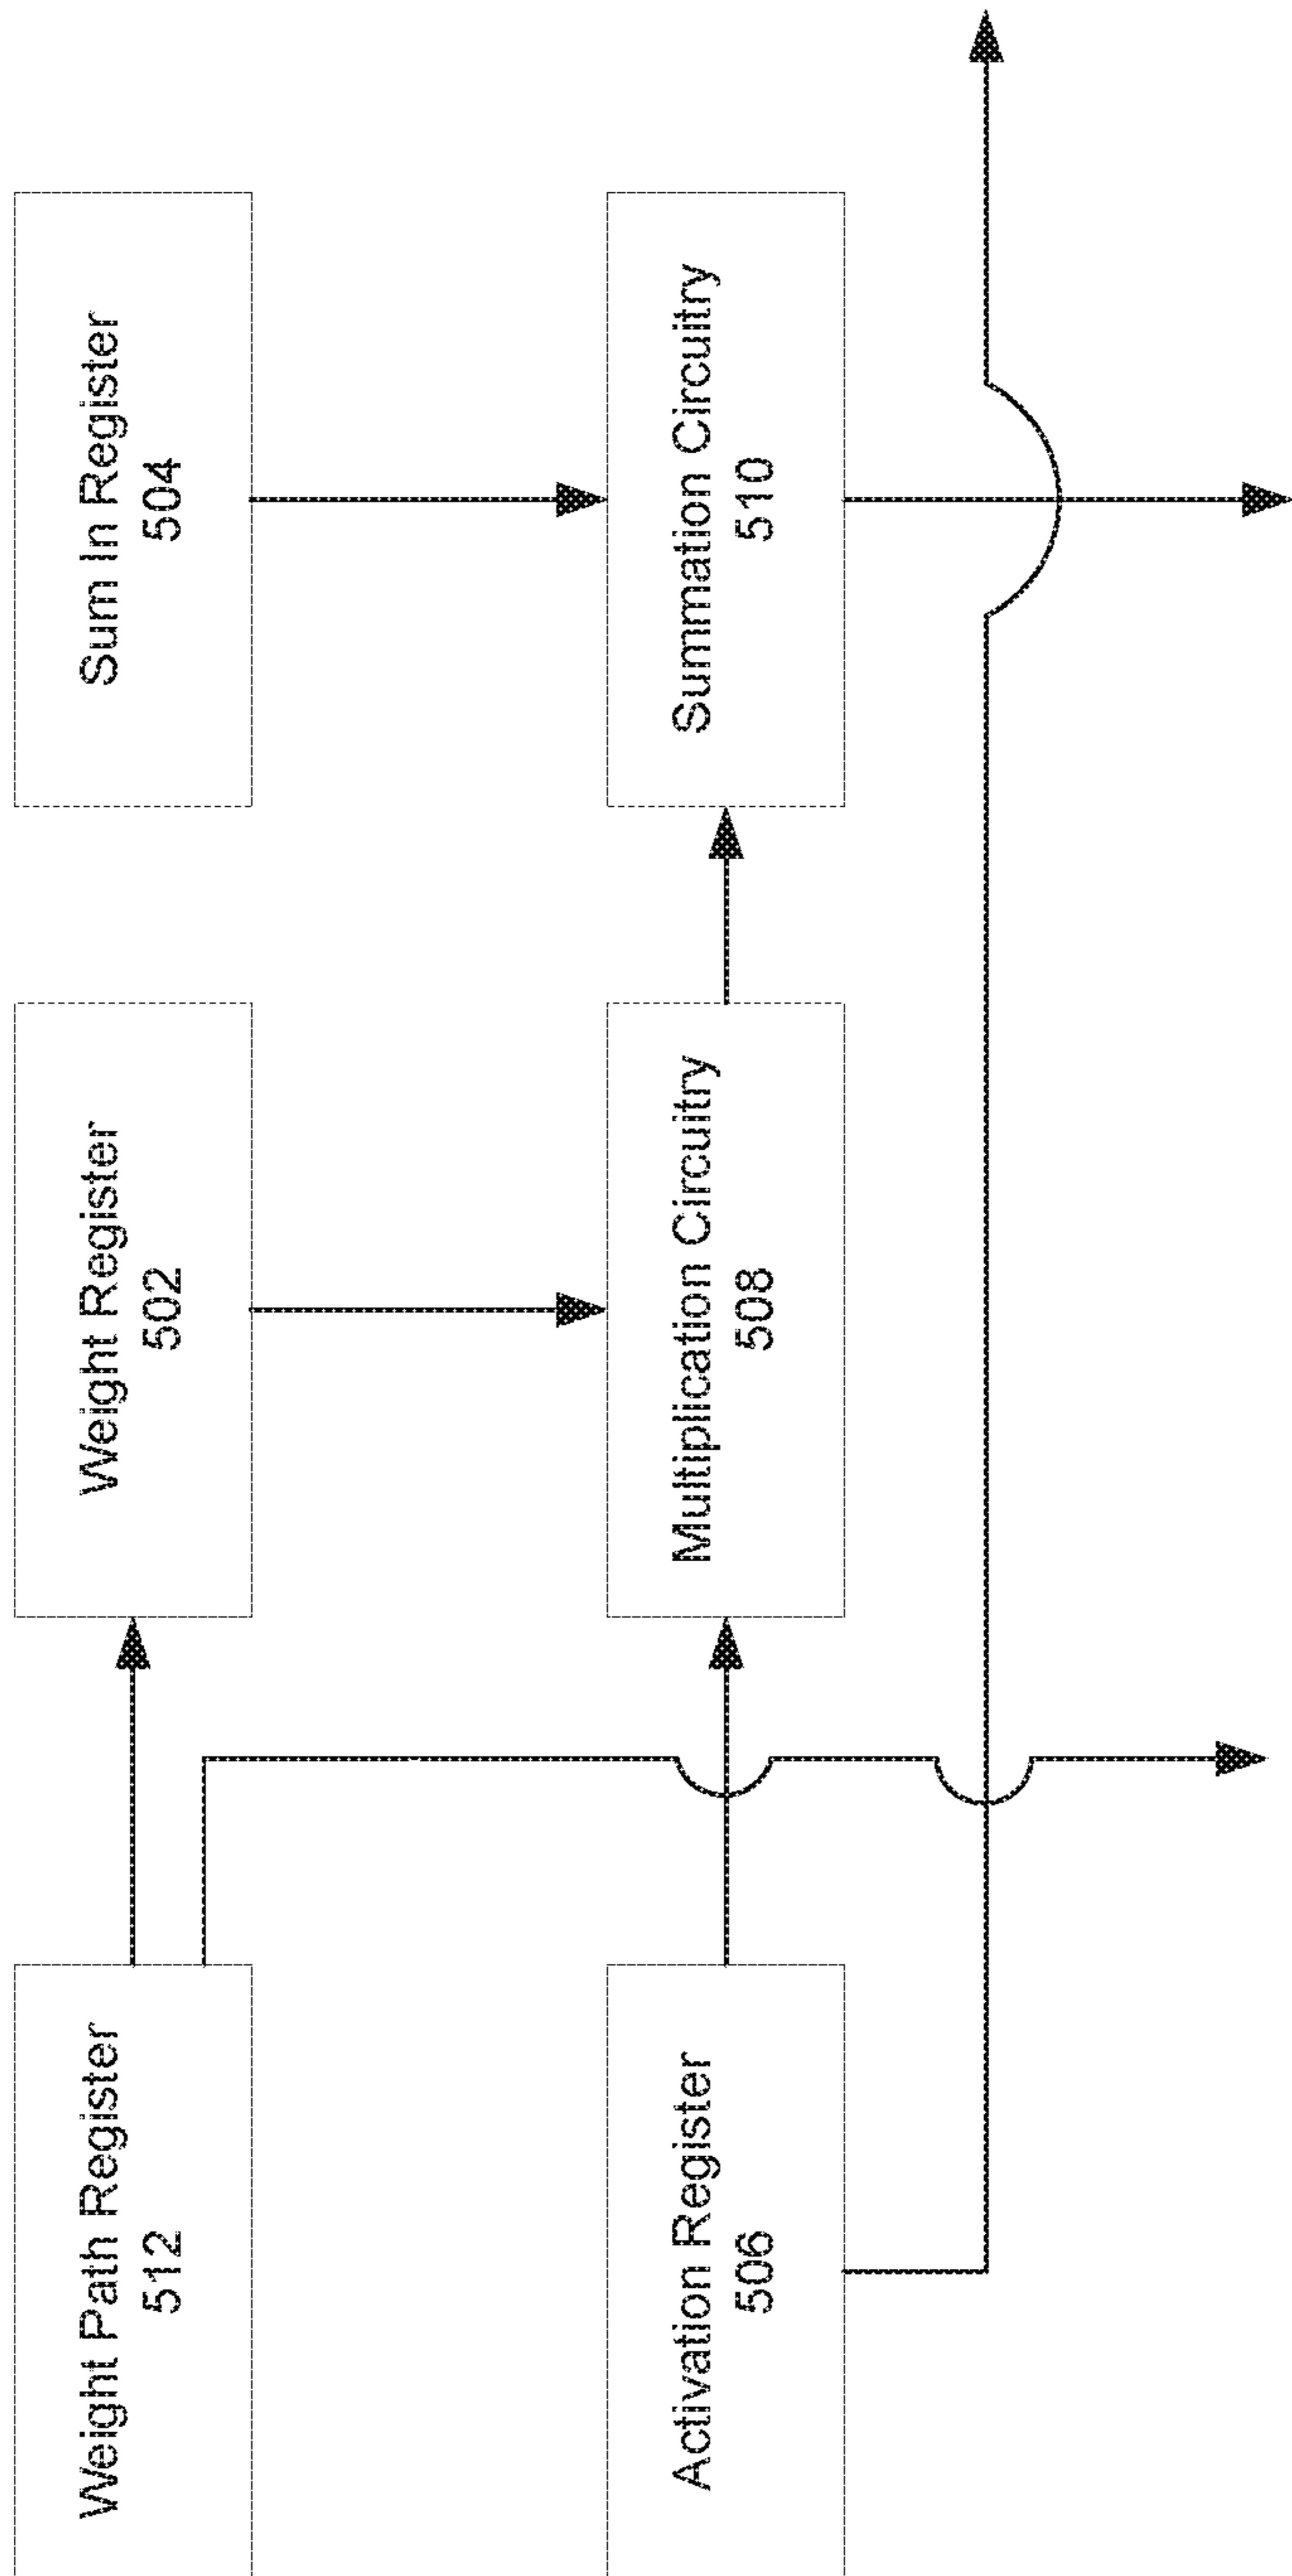 Weight Path Register
512
Weight Register
502
Sum In Register
504
Activation Register
506
Multiplication Circuitry
508
Summation Circuitry
510